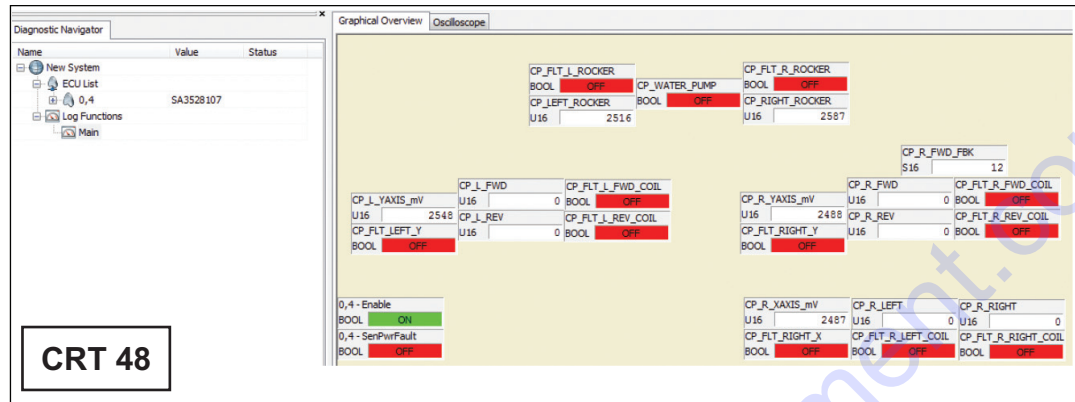 Diagnostic Navigator
×
Name Value Status
New System
ECU List
0,4 SA3528107
Log Functions
Main
Graphical Overview Oscilloscope
CP_FLT_L_ROCKER
BOOL OFF
CP_LEFT_ROCKER
U16 2516
CP_WATER_PUMP
BOOL OFF
CP_FLT_R_ROCKER
BOOL OFF
CP_RIGHT_ROCKER
U16 2587
CP_R_FWD_FBK
S16 12
CP_L_YAXIS_mV
U16 2548
CP_FLT_LEFT_Y
BOOL OFF
CP_L_FWD
U16 0
CP_L_REV
U16 0
CP_FLT_L_FWD_COIL
BOOL OFF
CP_FLT_L_REV_COIL
BOOL OFF
CP_R_YAXIS_mV
U16 2488
CP_FLT_RIGHT_Y
BOOL OFF
CP_R_FWD
U16 0
CP_R_REV
U16 0
CP_FLT_R_FWD_COIL
BOOL OFF
CP_FLT_R_REV_COIL
BOOL OFF
0,4 - Enable
BOOL ON
0,4 - SenPwrFault
BOOL OFF
CP_R_XAXIS_mV
U16 2487
CP_FLT_RIGHT_X
BOOL OFF
CP_R_LEFT
U16 0
CP_FLT_R_LEFT_COIL
BOOL OFF
CP_R_RIGHT
U16 0
CP_FLT_R_RIGHT_COIL
BOOL OFF
CRT 48
ment.co